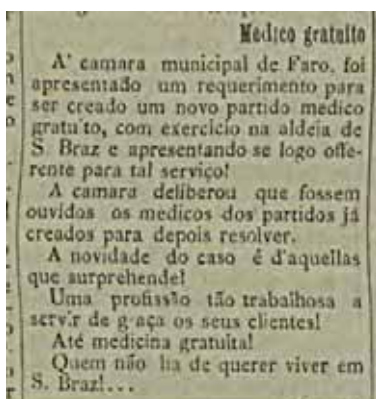 Medico gratuito
A' camara municipal de Faro, foi
apresentado um requerimento para
ser creado um novo partido medico
gratuito, com exercicio na aldeia de
S. Braz e apresentando se logo offe-
rente para tal serviço!
A camara deliberou que fossem
ouvidos os medicos dos partidos já
creados para depois resolver.
A novidade do caso é d'aquellas
que surprehende!
Uma profissão tão trabalhosa a
servir de graça os seus clientes!
Até medicina gratuita!
Quem não ha de querer viver em
S. Braz!...